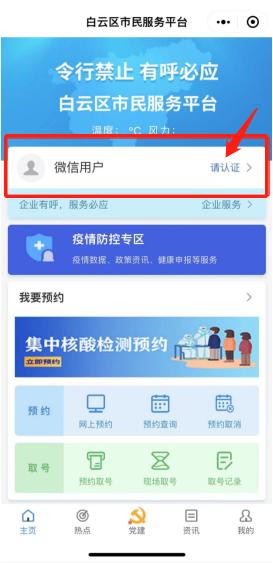 白云区市民服务平台
令行禁止 有呼必应
白云区市民服务平台
温度： ℃ 风力：
微信用户 请认证
企业有呼，服务必应 企业服务
疫情防控专区
疫情数据、政策资讯、健康申报等服务
我要预约
集中核酸检测预约
立即预约
预约 网上预约 预约查询 预约取消
取号 预约取号 现场取号 取号记录
主页 热点 党建 资讯 我的